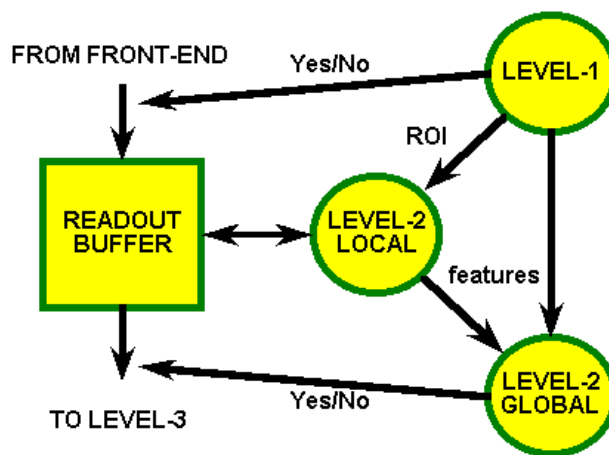 FROM FRONT-END
Yes/No
LEVEL-1
ROI
READOUT
BUFFER
LEVEL-2
LOCAL
features
LEVEL-2
GLOBAL
Yes/No
TO LEVEL-3